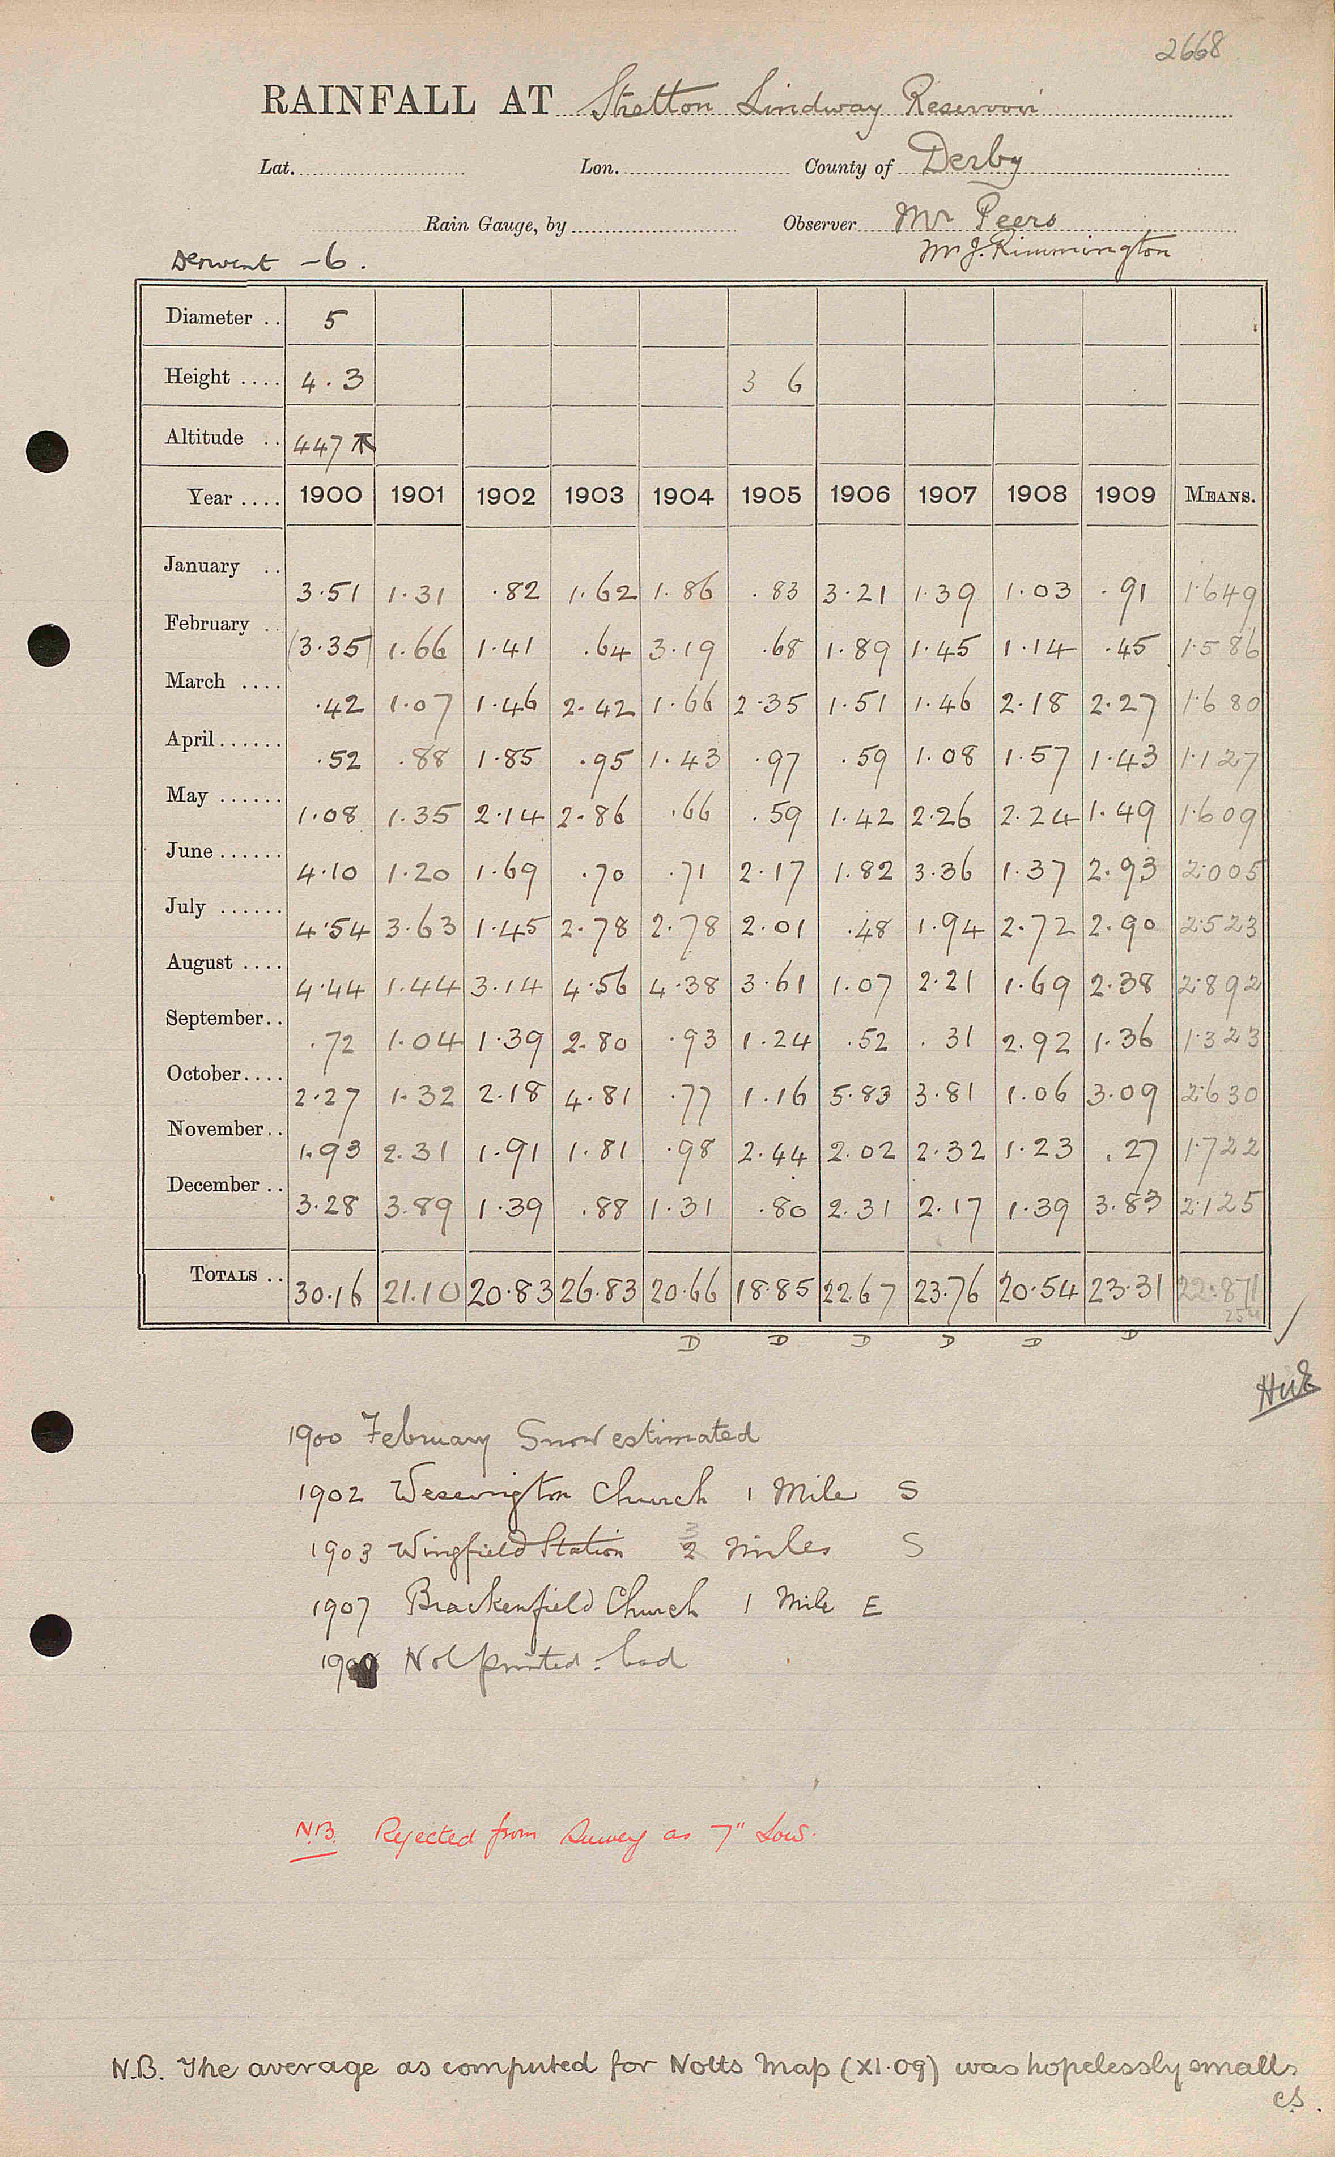 2668
RAINFALL AT Stretton Lindway Reservoir
Lat. Lon. County of Derby
Rain Gauge, by Observer Mr Peers
Derwent - 6. Mr J. Rimmington
Diameter .. 5
Height .... 4.3 3 6
Altitude .. 447
Year .... 1900 1901 1902 1903 1904 1905 1906 1907 1908 1909 MEANS.
January .. 3.51 1.31 .82 1.62 1.86 .83 3.21 1.39 1.03 .91 1.649
February .. (3.35) 1.66 1.41 .64 3.19 .68 1.89 1.45 1.14 .45 1.586
March .... .42 1.07 1.46 2.42 1.66 2.35 1.51 1.46 2.18 2.27 1.680
April...... .52 .88 1.85 .95 1.43 .97 .59 1.08 1.57 1.43 1.127
May ...... 1.08 1.35 2.14 2.86 .66 .59 1.42 2.26 2.24 1.49 1.609
June...... 4.10 1.20 1.69 .70 .71 2.17 1.82 3.36 1.37 2.93 2.005
July ...... 4.54 3.63 1.45 2.78 2.78 2.01 .48 1.94 2.72 2.90 2.523
August .... 4.44 1.44 3.14 4.56 4.38 3.61 1.07 2.21 1.69 2.38 2.892
September.. .72 1.04 1.39 2.80 .93 1.24 .52 .31 2.92 1.36 1.323
October.... 2.27 1.32 2.18 4.81 .77 1.16 5.83 3.81 1.06 3.09 2.630
November.. 1.93 2.31 1.91 1.81 .98 2.44 2.02 2.32 1.23 .27 1.722
December .. 3.28 3.89 1.39 .88 1.31 .80 2.31 2.17 1.39 3.83 2.125
TOTALS .. 30.16 21.10 20.83 26.83 20.66 18.85 22.67 23.76 20.54 23.31 22.871
D D D D D D
1900 February Snow estimated
1902 Wessington Church 1 Mile S
1903 Wingfield Station 2 Miles S
1907 Brackenfield Church 1 Mile E
Not printed - bad
N.B. Rejected from Survey as 7" Low.
N.B. The average as computed for Notts Map (XI.09) was hopelessly small.